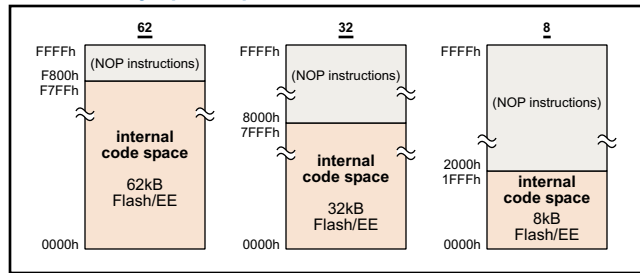 62
FFFFh
(NOP instructions)
F800h
F7FFh
internal
code space
62kB
Flash/EE
0000h
32
FFFFh
(NOP instructions)
8000h
7FFFh
internal
code space
32kB
Flash/EE
0000h
8
FFFFh
(NOP instructions)
2000h
1FFFh
internal
code space
8kB
Flash/EE
0000h